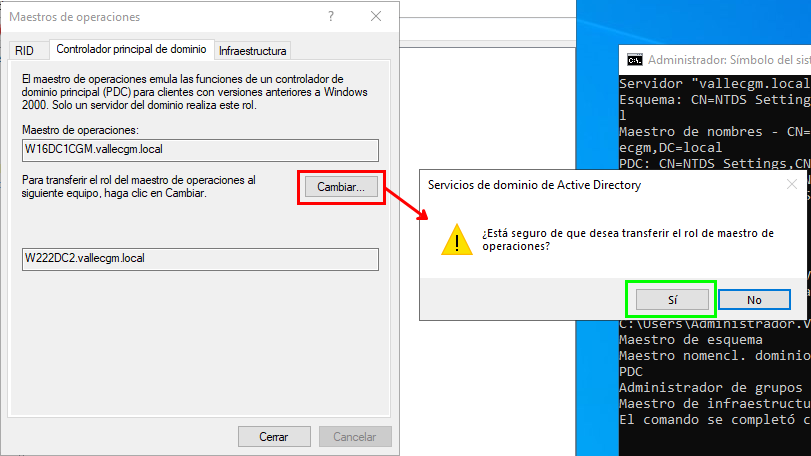 Maestros de operaciones
RID
Controlador principal de dominio
Infraestructura
El maestro de operaciones emula las funciones de un controlador de
dominio principal (PDC) para clientes con versiones anteriores a Windows
2000. Solo un servidor del dominio realiza este rol.
Maestro de operaciones:
W16DC1CGM.vallecgm.local
Para transferir el rol del maestro de operaciones al
siguiente equipo, haga clic en Cambiar.
Cambiar...
W222DC2.vallecgm.local
Cerrar
Cancelar
Servicios de dominio de Active Directory
¿Está seguro de que desea transferir el rol de maestro de
operaciones?
Sí
No
Administrador: Símbolo del sist
Servidor "vallecgm.local
Esquema: CN=NTDS Setting
l
Maestro de nombres - CN=
ecgm,DC=local
PDC: CN=NTDS Settings,CN
C:\Users\Administrador.V
Maestro de esquema
Maestro nomencl. dominio
PDC
Administrador de grupos
Maestro de infraestructu
El comando se completó c